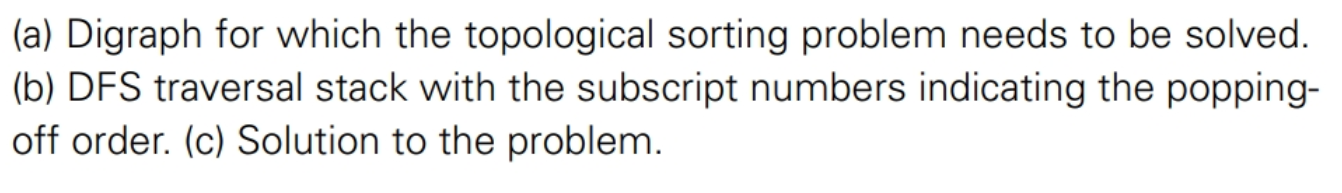 (a) Digraph for which the topological sorting problem needs to be solved.
(b) DFS traversal stack with the subscript numbers indicating the popping-
off order. (c) Solution to the problem.